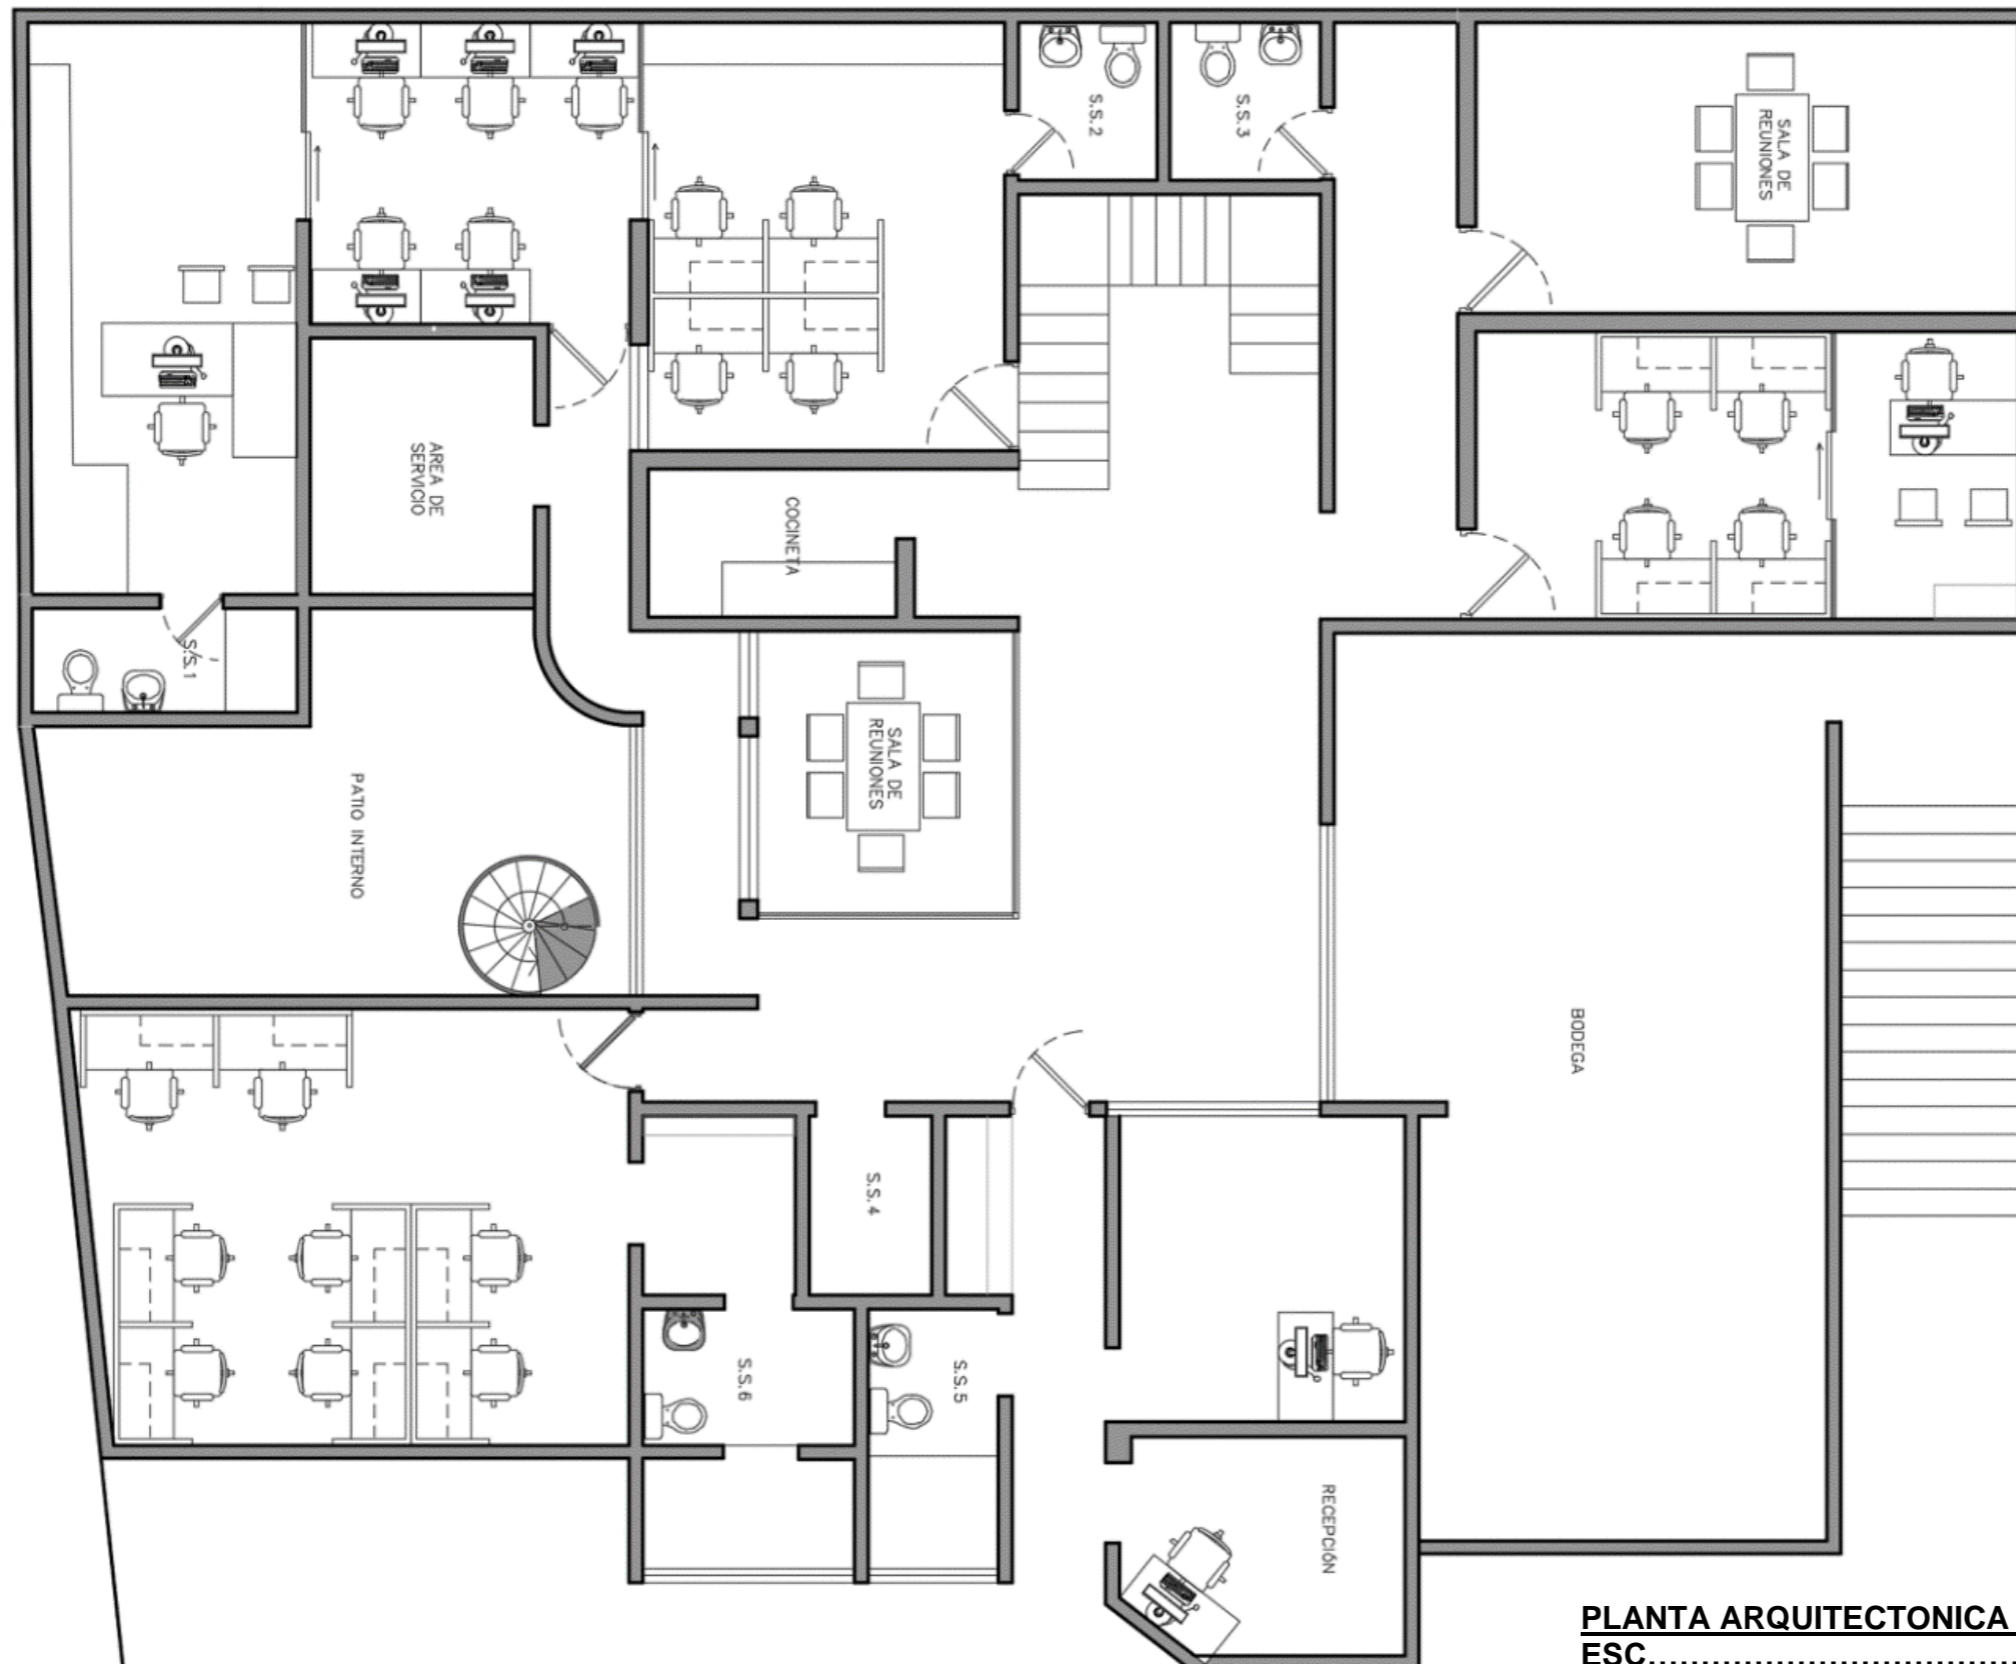 S.S.2
S.S.3
SALA DE
REUNIONES
AREA DE
SERVICIO
COCINETA
S.S.1
SALA DE
REUNIONES
PATIO INTERNO
BODEGA
S.S.4
S.S.6
S.S.5
RECEPCIÓN
PLANTA ARQUITECTONICA
ESC....................................